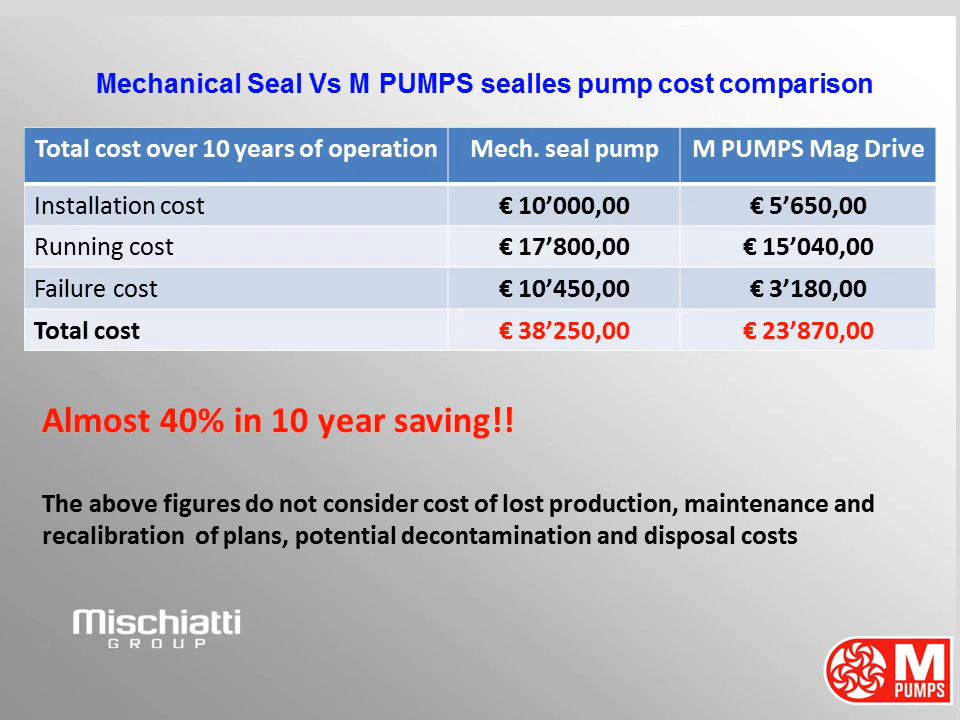 Mechanical Seal Vs M PUMPS sealles pump cost comparison
Total cost over 10 years of operation Mech. seal pump M PUMPS Mag Drive
Installation cost € 10’000,00 € 5’650,00
Running cost € 17’800,00 € 15’040,00
Failure cost € 10’450,00 € 3’180,00
Total cost € 38’250,00 € 23’870,00
Almost 40% in 10 year saving!!
The above figures do not consider cost of lost production, maintenance and
recalibration of plans, potential decontamination and disposal costs
Mischiatti
GROUP
M
PUMPS